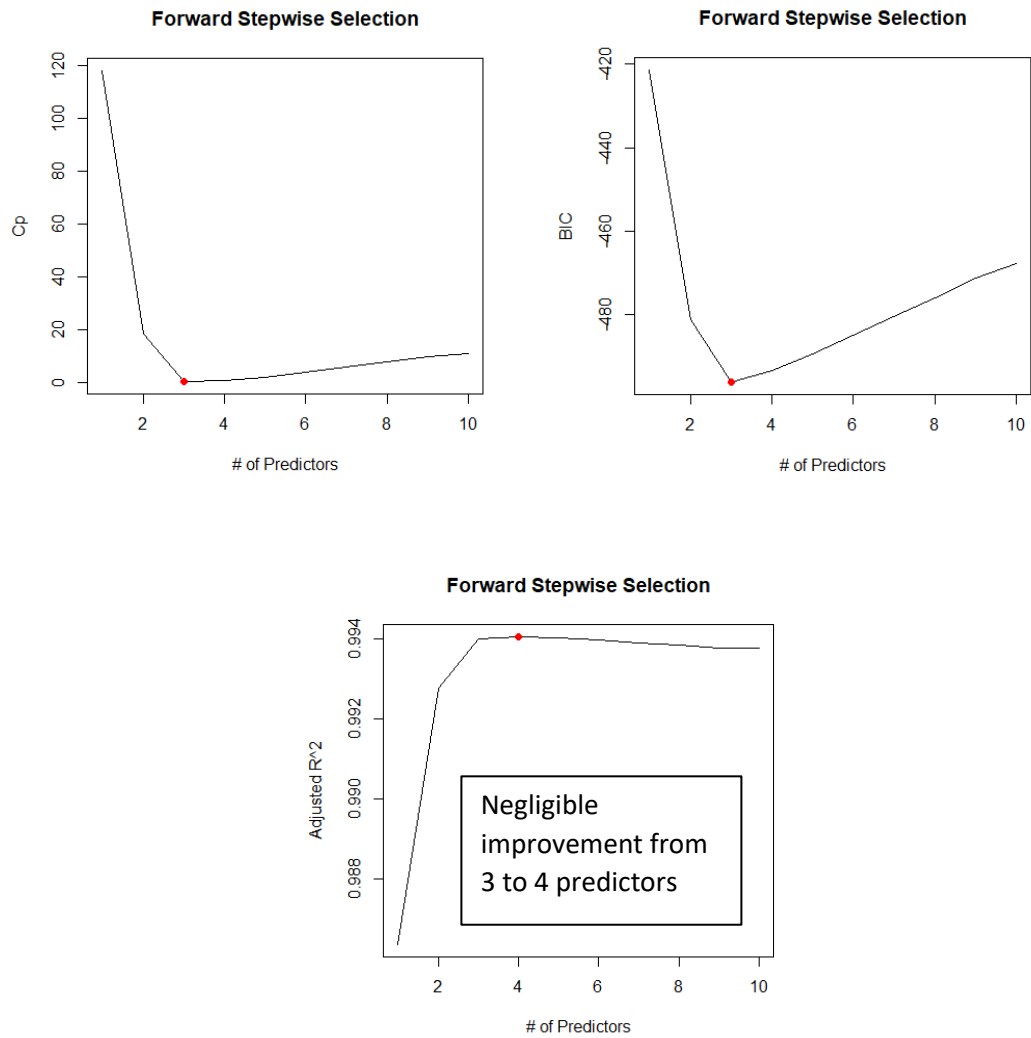 Forward Stepwise Selection
Cp
0
20
40
60
80
100
120
2
4
6
8
10
# of Predictors
Forward Stepwise Selection
BIC
-480
-460
-440
-420
2
4
6
8
10
# of Predictors
Forward Stepwise Selection
Adjusted R^2
0.988
0.990
0.992
0.994
Negligible
improvement from
3 to 4 predictors
2
4
6
8
10
# of Predictors